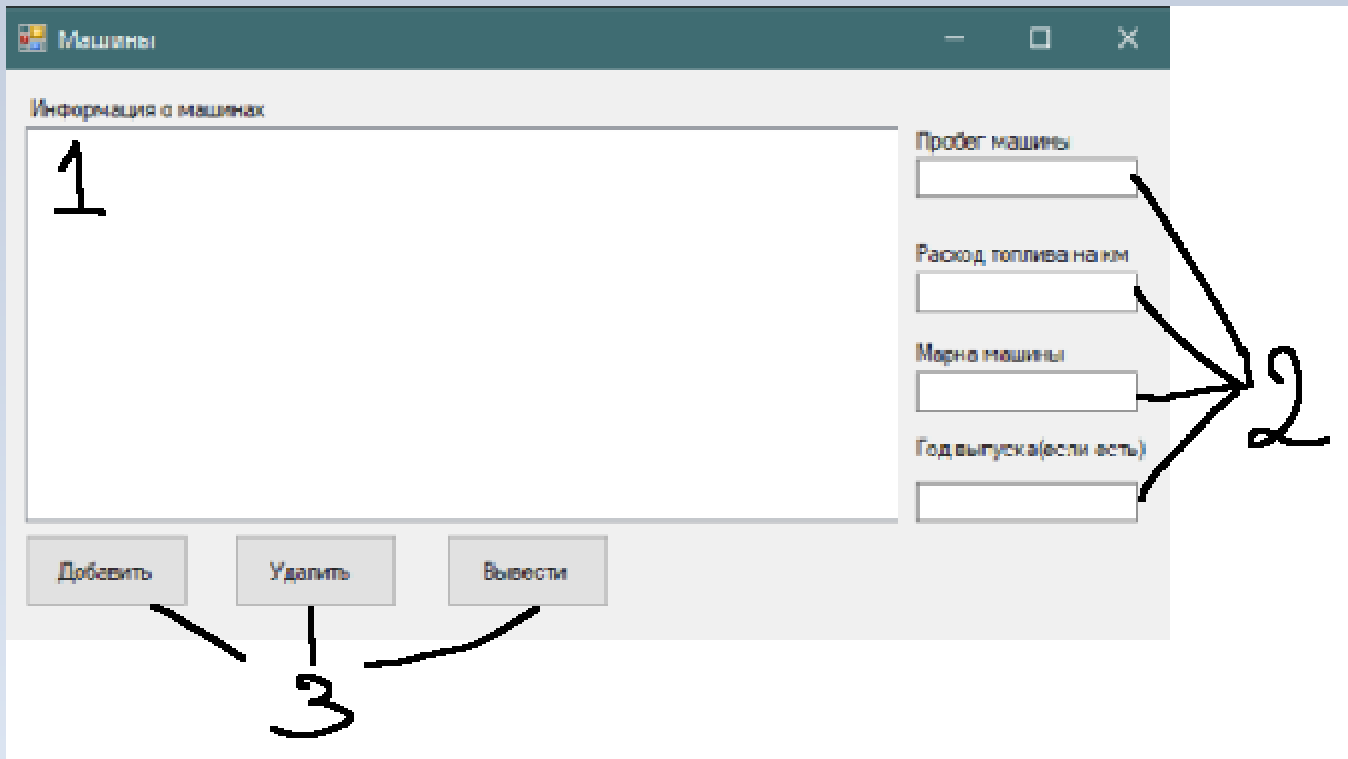 Машины
Информация о машинах
1
Пробег машины
Расход топлива на км
Марка машины
Год выпуска(если есть)
2
Добавить
Удалить
Вывести
3